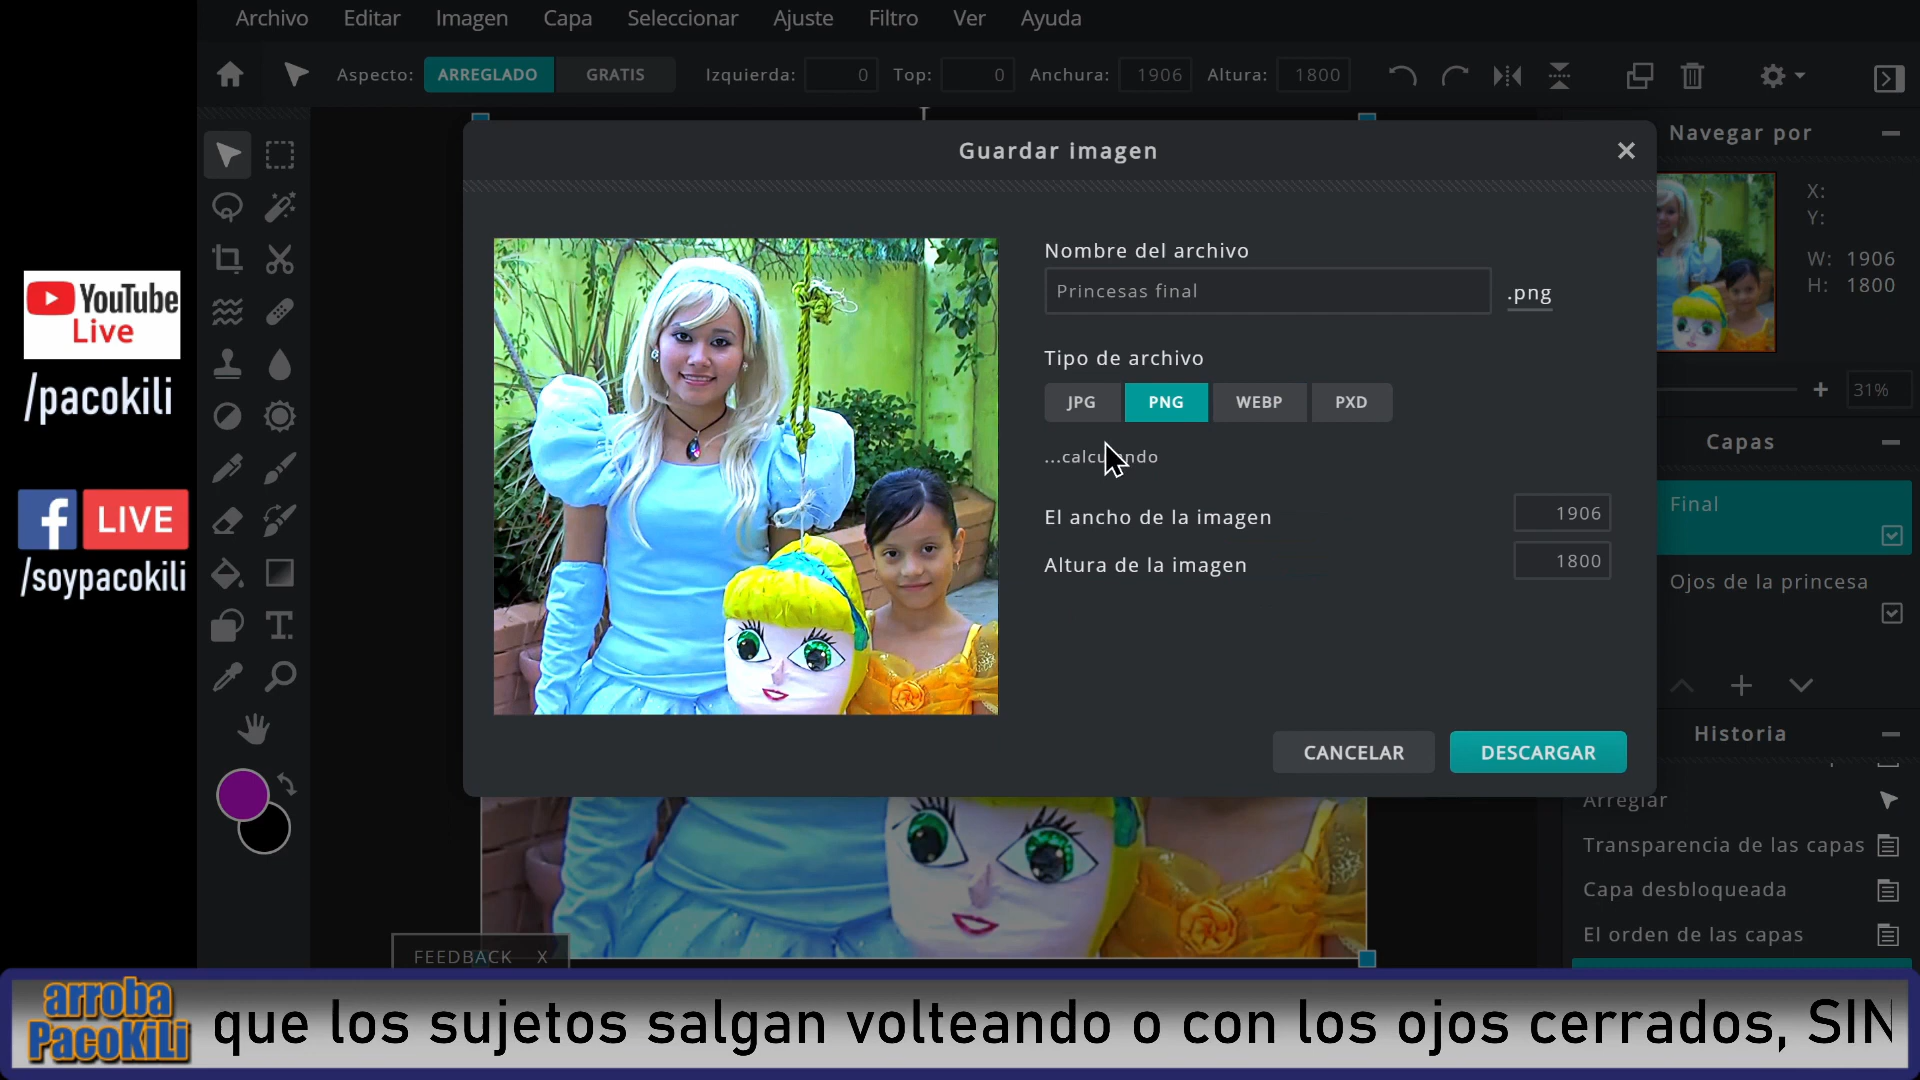 Archivo Editar Imagen Capa Seleccionar Ajuste Filtro Ver Ayuda
Aspecto: ARREGLADO GRATIS Izquierda: 0 Top: 0 Anchura: 1906 Altura: 1800
Guardar imagen
Nombre del archivo
Princesas final .png
Tipo de archivo
JPG PNG WEBP PXD
El ancho de la imagen 1906
Altura de la imagen 1800
CANCELAR DESCARGAR
Navegar por
X:
Y:
W: 1906
H: 1800
31%
Capas
Final
Ojos de la princesa
Historia
Arreglar
Transparencia de las capas
Capa desbloqueada
El orden de las capas
YouTube
Live
/pacokili
f LIVE
/soypacokili
FEEDBACK X
arroba
PacoKiLi
que los sujetos salgan volteando o con los ojos cerrados, SIN